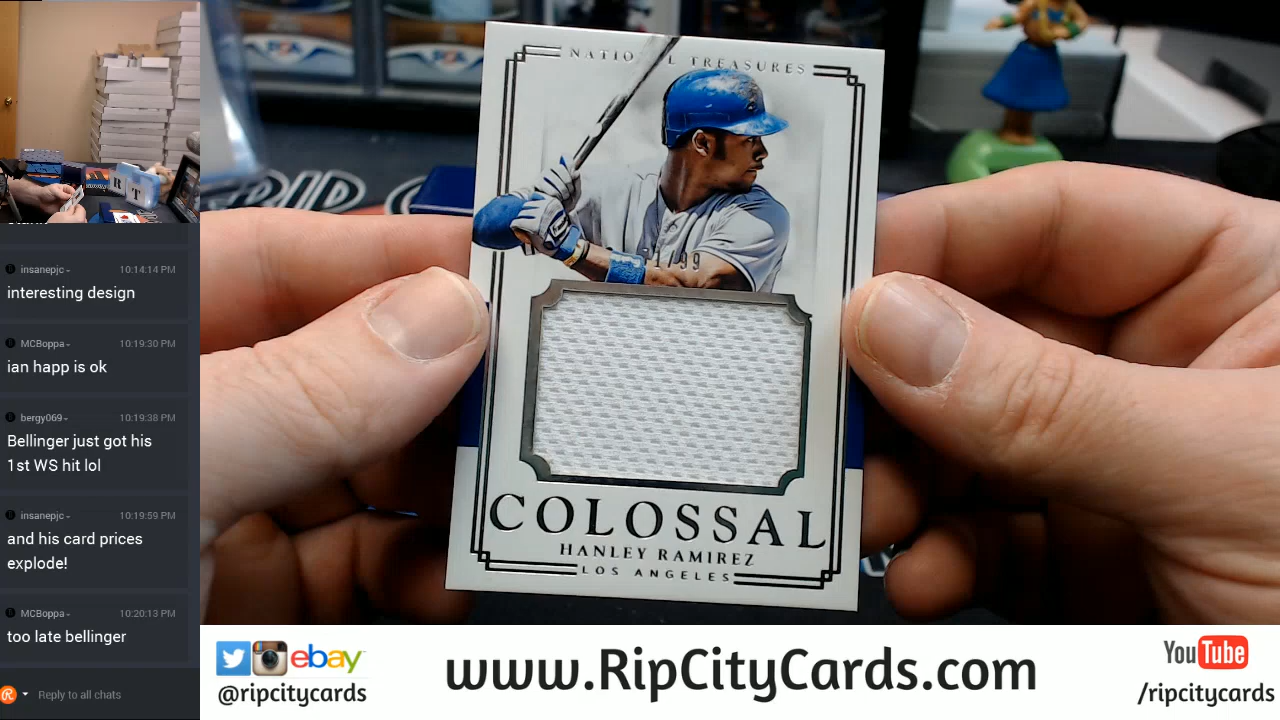 insanepjc
10:14:14 PM
interesting design
MCBoppa
10:19:30 PM
ian happ is ok
bergy069
10:19:38 PM
Bellinger just got his
1st WS hit lol
insanepjc
10:19:59 PM
and his card prices
explode!
MCBoppa
10:20:13 PM
too late bellinger
Reply to all chats
NATIONAL TREASURES
/99
COLOSSAL
HANLEY RAMIREZ
LOS ANGELES
R T
ebay
@ripcitycards
www.RipCityCards.com
YouTube
/ripcitycards